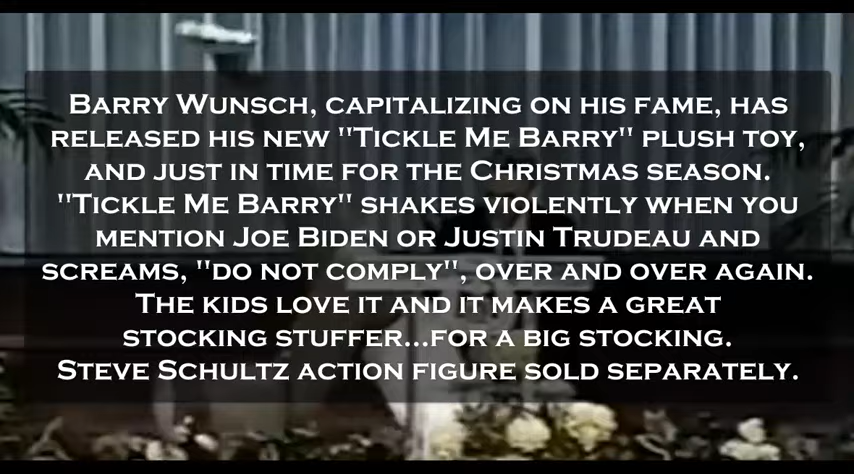 Barry Wunsch, capitalizing on his fame, has
released his new "Tickle Me Barry" plush toy,
and just in time for the Christmas season.
"Tickle Me Barry" shakes violently when you
mention Joe Biden or Justin Trudeau and
screams, "do not comply", over and over again.
The kids love it and it makes a great
stocking stuffer...for a big stocking.
Steve Schultz action figure sold separately.